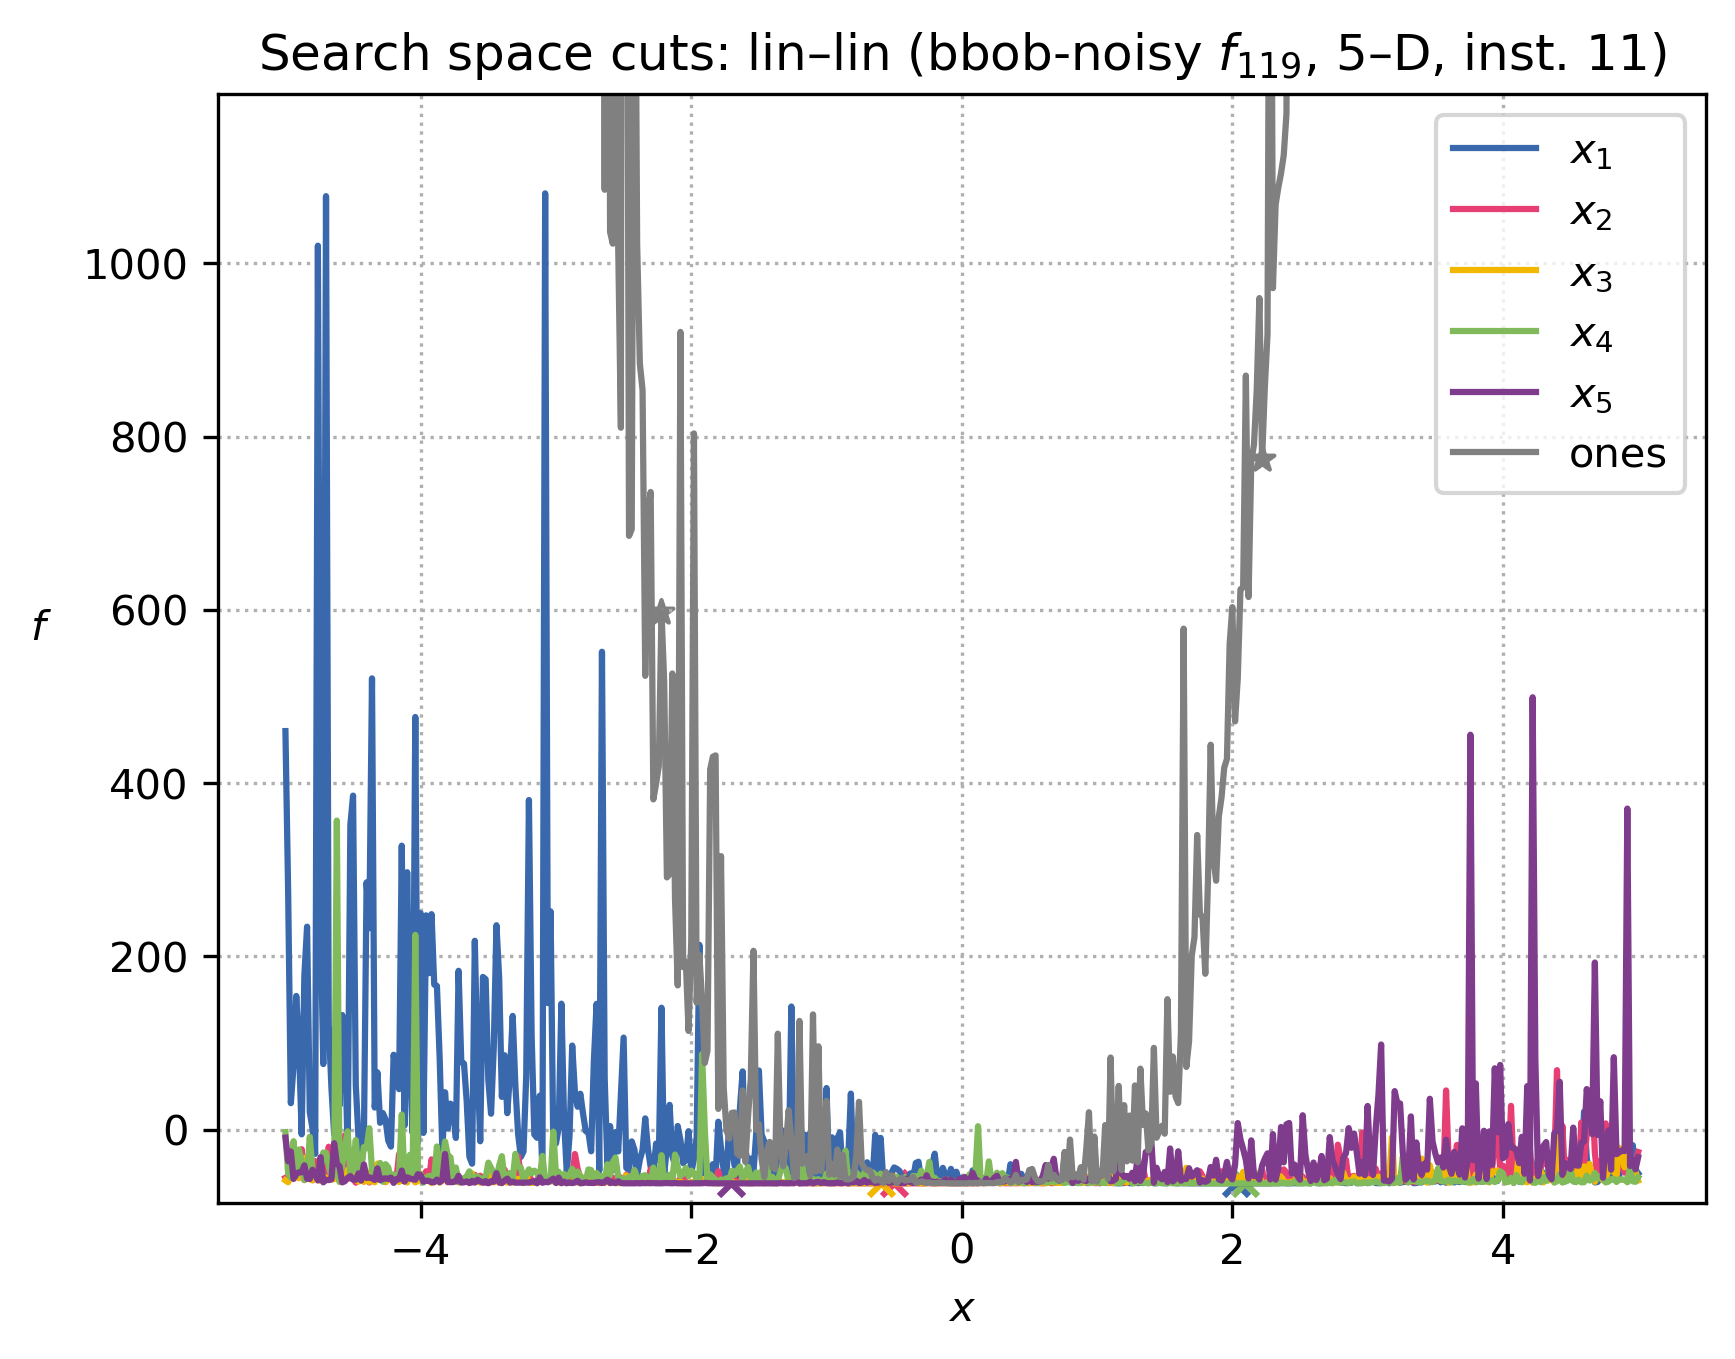 Search space cuts: lin–lin (bbob-noisy f119, 5–D, inst. 11)
x1
x2
x3
x4
x5
ones
1000
800
600
400
200
0
f
−4 −2 0 2 4
x